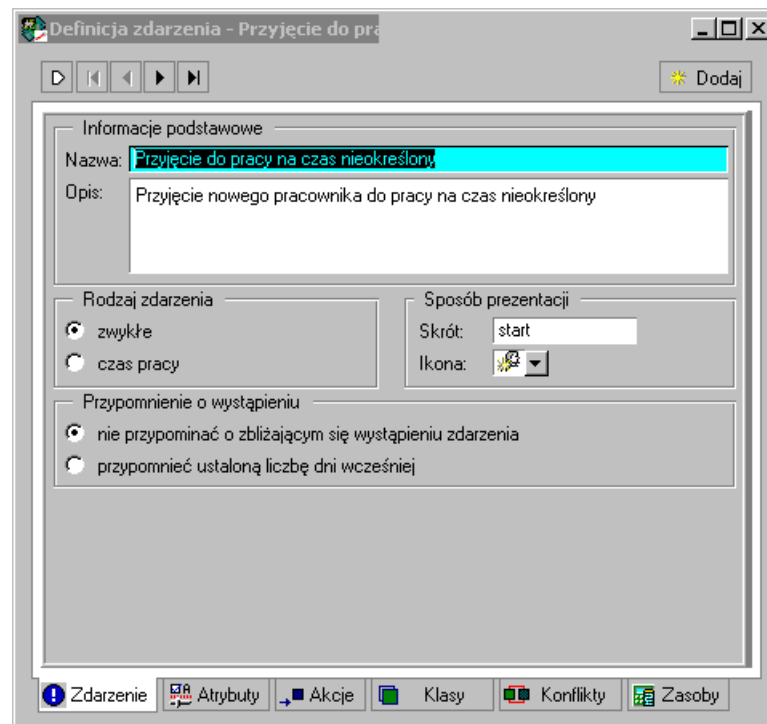 Definicja zdarzenia - Przyjęcie do pra
Dodaj
Informacje podstawowe
Nazwa: Przyjęcie do pracy na czas nieokreślony
Opis: Przyjęcie nowego pracownika do pracy na czas nieokreślony
Rodzaj zdarzenia
zwykłe
czas pracy
Sposób prezentacji
Skrót: start
Ikona:
Przypomnienie o wystąpieniu
nie przypominać o zbliżającym się wystąpieniu zdarzenia
przypomnieć ustaloną liczbę dni wcześniej
Zdarzenie Atrybuty Akcje Klasy Konflikty Zasoby